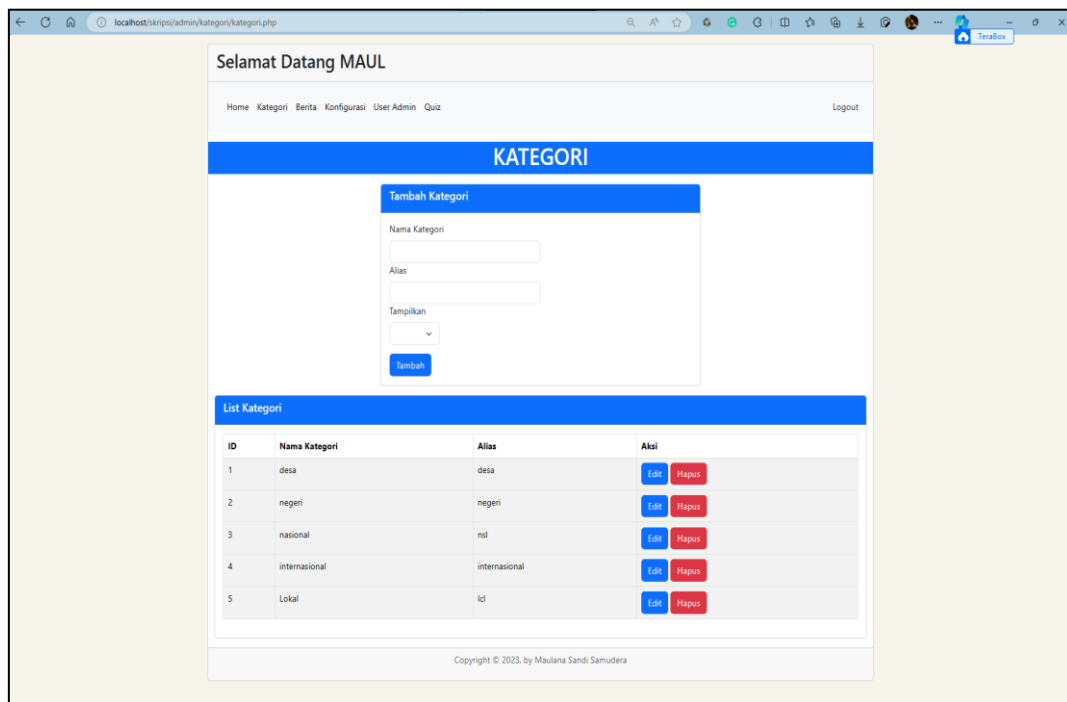 localhost/skripsi/admin/kategori/kategori.php
TeraBox
Selamat Datang MAUL
Home Kategori Berita Konfigurasi User Admin Quiz Logout
KATEGORI
Tambah Kategori
Nama Kategori
Alias
Tampilkan
Tambah
List Kategori
ID Nama Kategori Alias Aksi
1 desa desa Edit Hapus
2 negeri negeri Edit Hapus
3 nasional nsl Edit Hapus
4 internasional internasional Edit Hapus
5 Lokal lcl Edit Hapus
Copyright © 2023, by Maulana Sandi Samudera